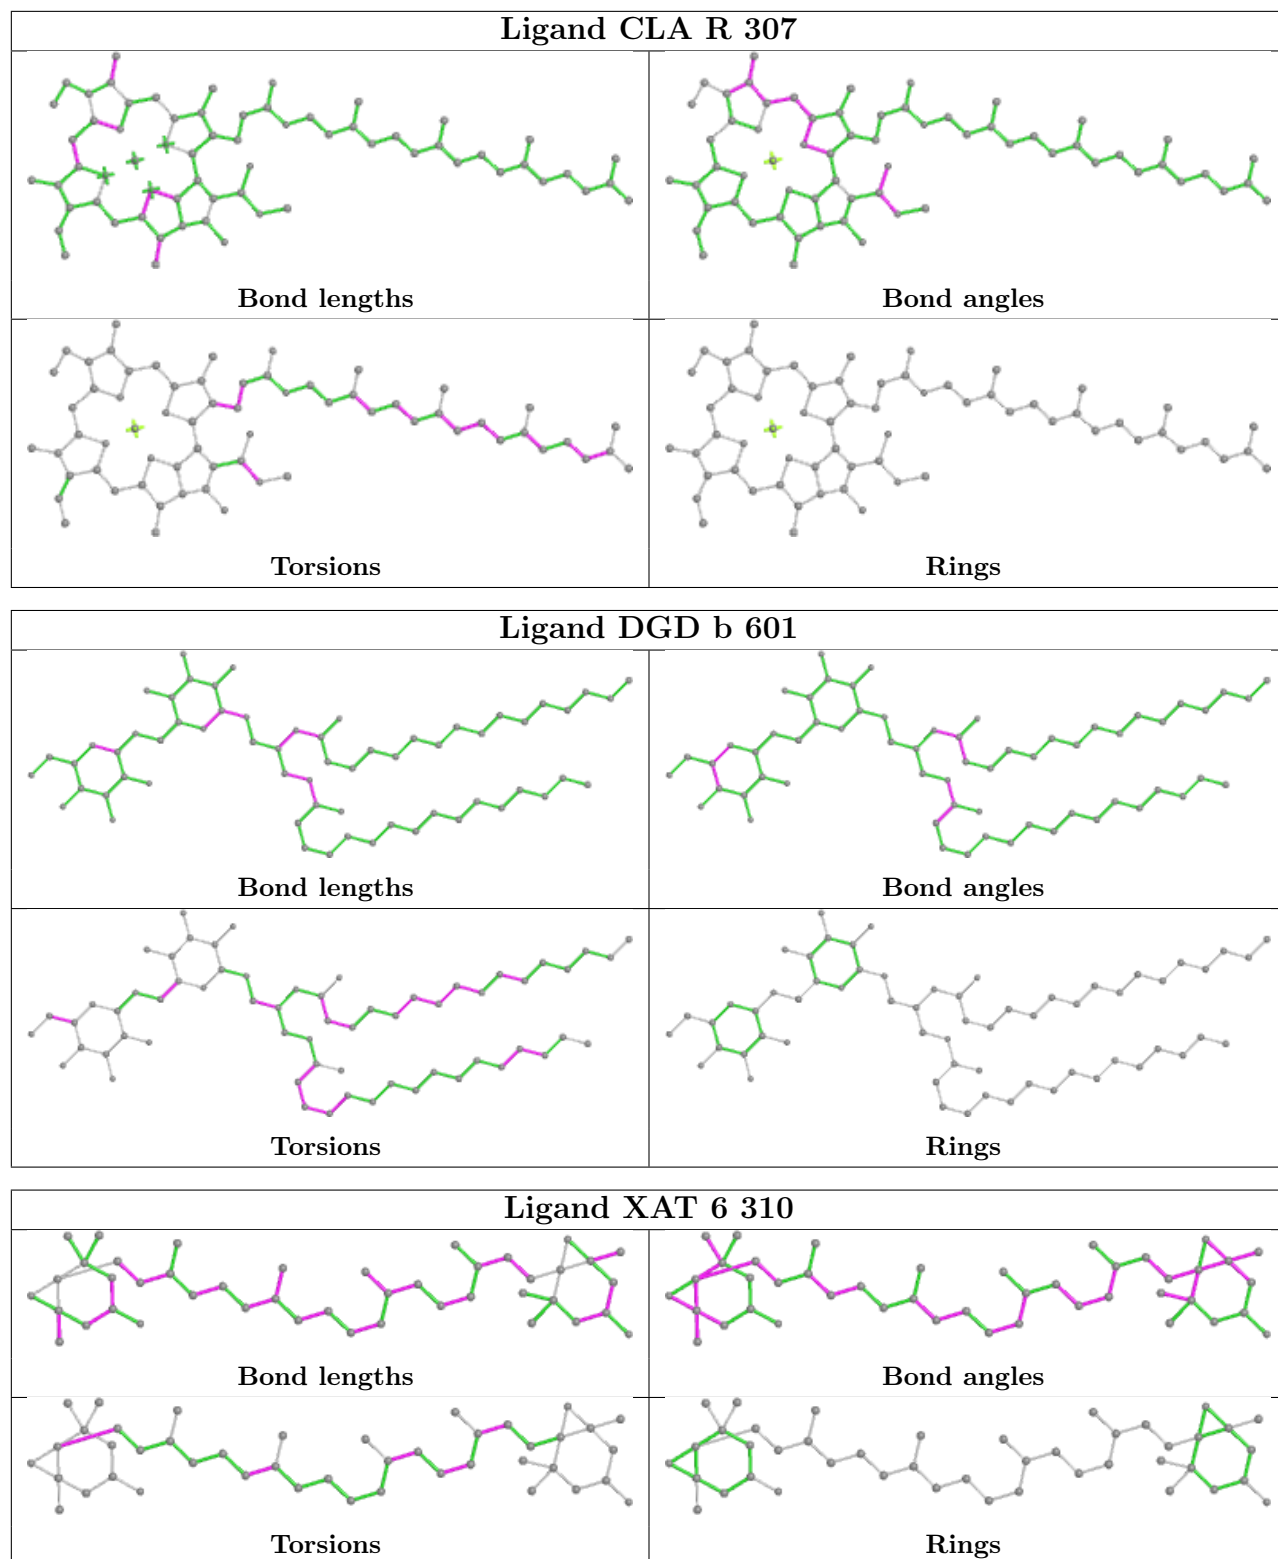 Ligand CLA R 307
Bond lengths
Bond angles
Torsions
Rings
Ligand DGD b 601
Bond lengths
Bond angles
Torsions
Rings
Ligand XAT 6 310
Bond lengths
Bond angles
Torsions
Rings